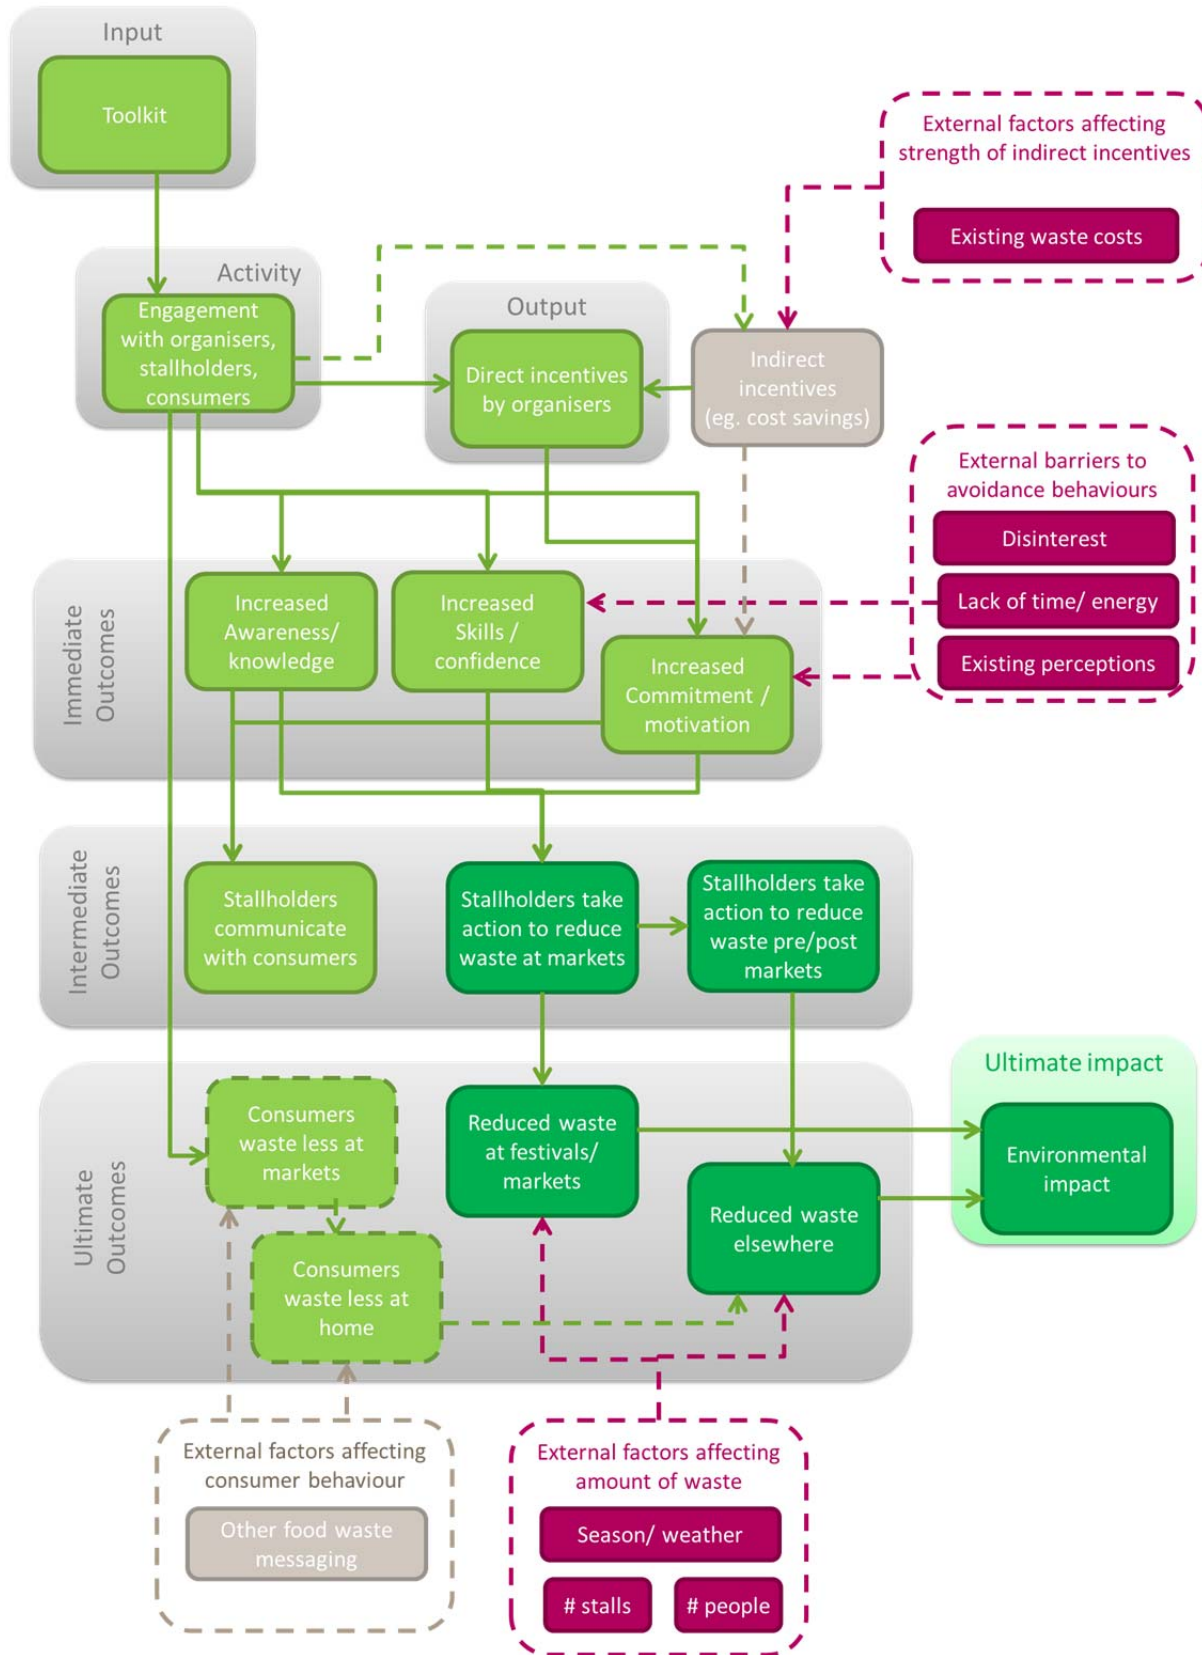 Input
Toolkit
External factors affecting
strength of indirect incentives
Existing waste costs
Activity
Engagement
with organisers,
stallholders,
consumers
Output
Direct incentives
by organisers
Indirect
incentives
(eg. cost savings)
External barriers to
avoidance behaviours
Disinterest
Lack of time/ energy
Existing perceptions
Immediate
Outcomes
Increased
Awareness/
knowledge
Increased
Skills /
confidence
Increased
Commitment /
motivation
Intermediate
Outcomes
Stallholders
communicate
with consumers
Stallholders take
action to reduce
waste at markets
Stallholders take
action to reduce
waste pre/post
markets
Ultimate
Outcomes
Consumers
waste less at
markets
Consumers
waste less at
home
Reduced waste
at festivals/
markets
Reduced waste
elsewhere
Ultimate impact
Environmental
impact
External factors affecting
consumer behaviour
Other food waste
messaging
External factors affecting
amount of waste
Season/ weather
# stalls
# people